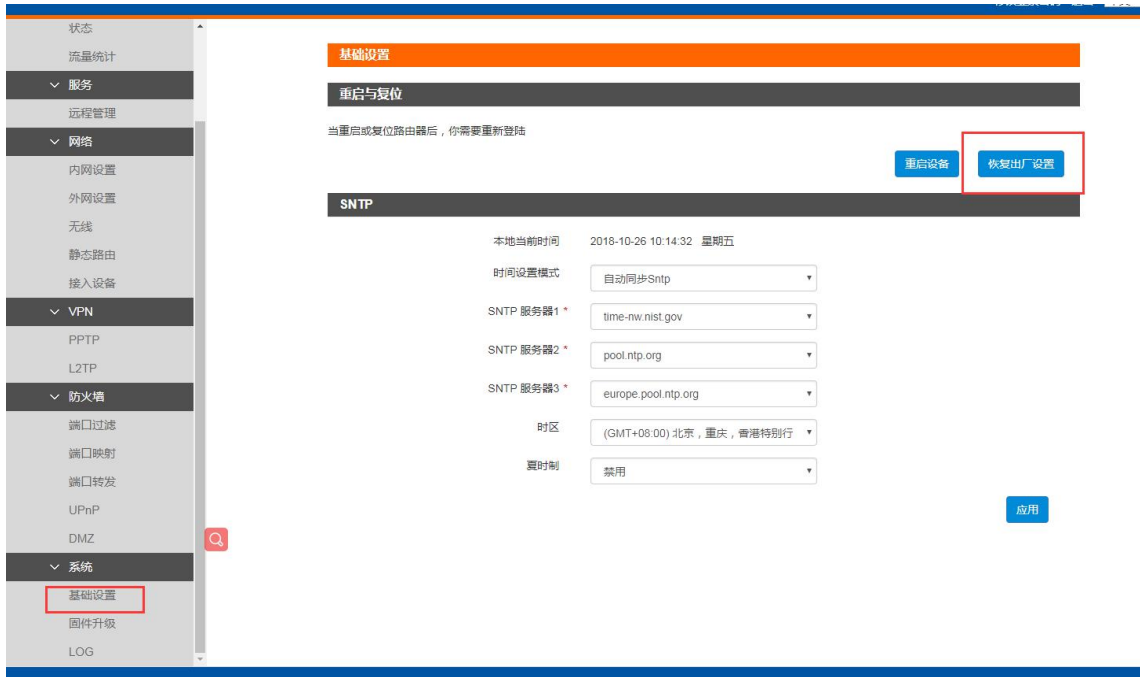 状态
流量统计
服务
远程管理
网络
内网设置
外网设置
无线
静态路由
接入设备
VPN
PPTP
L2TP
防火墙
端口过滤
端口映射
端口转发
UPnP
DMZ
系统
基础设置
固件升级
LOG
基础设置
重启与复位
当重启或复位路由器后，你需要重新登陆
重启设备 恢复出厂设置
SNTP
本地当前时间 2018-10-26 10:14:32 星期五
时间设置模式 自动同步Sntp
SNTP 服务器1 * time-nw.nist.gov
SNTP 服务器2 * pool.ntp.org
SNTP 服务器3 * europe.pool.ntp.org
时区 (GMT+08:00) 北京，重庆，香港特别行
夏时制 禁用
应用